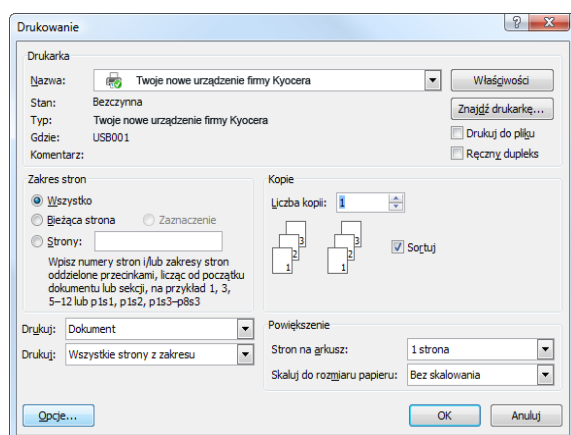 Drukowanie
Drukarka
Nazwa: Twoje nowe urządzenie firmy Kyocera Właściwości
Stan: Bezczynna
Typ: Twoje nowe urządzenie firmy Kyocera Znajdź drukarkę...
Gdzie: USB001 Drukuj do pliku
Komentarz: Ręczny dupleks
Zakres stron
Wszystko
Bieżąca strona Zaznaczenie
Strony:
Wpisz numery stron i/lub zakresy stron
oddzielone przecinkami, licząc od początku
dokumentu lub sekcji, na przykład 1, 3,
5–12 lub p1s1, p1s2, p1s3–p8s3
Kopie
Liczba kopii: 1
3 3
2 2 Sortuj
1 1
Drukuj: Dokument
Drukuj: Wszystkie strony z zakresu
Powiększenie
Stron na arkusz: 1 strona
Skaluj do rozmiaru papieru: Bez skalowania
Opcje... OK Anuluj